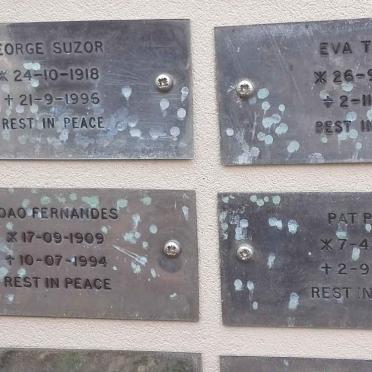 EORGE SUZOR
※ 24-10-1918
† 21-9-1996
REST IN PEACE
EVA T
※ 26-9
÷ 2-11
REST IN
OAO FERNANDES
※ 17-09-1909
† 10-07-1994
REST IN PEACE
PAT P
※ 7-4
† 2-9
REST IN